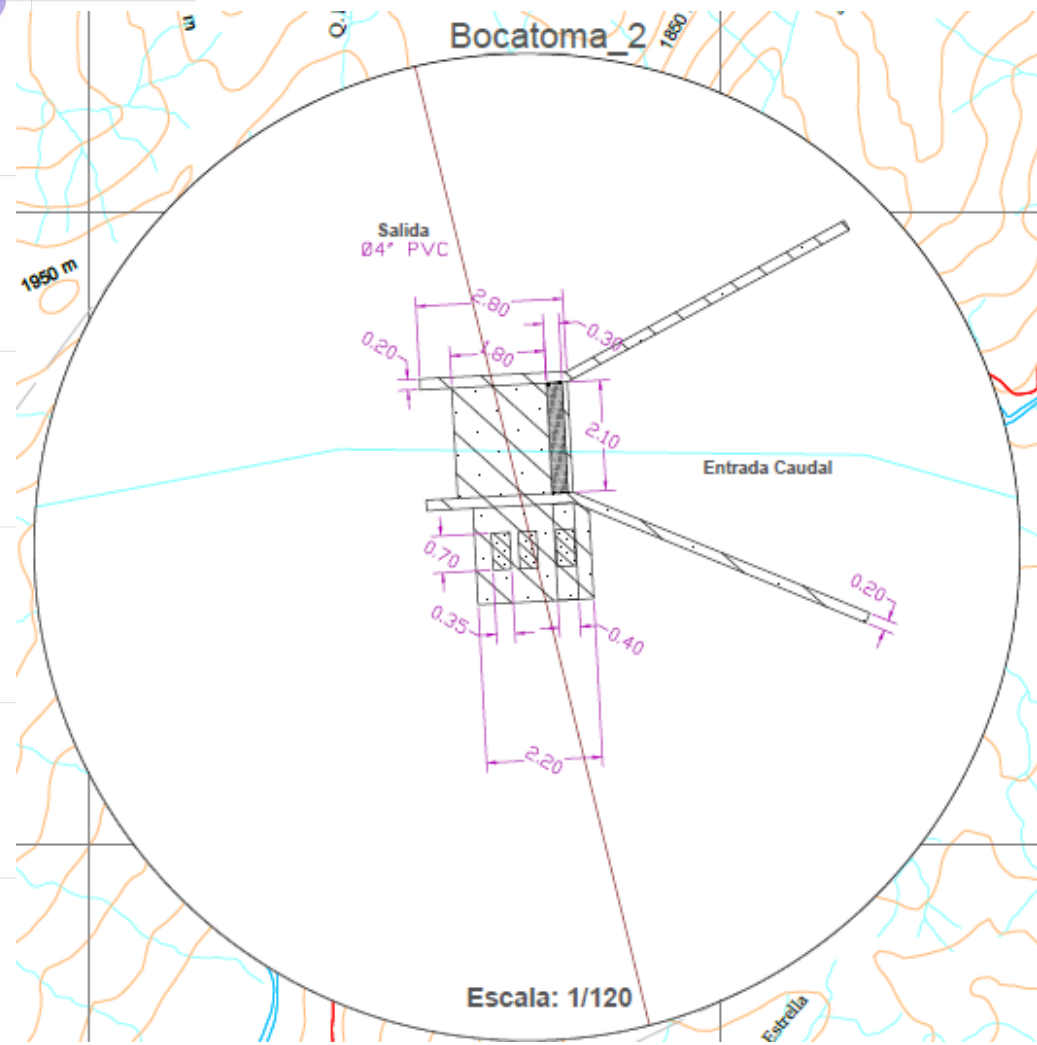 m
Q.
Bocatoma_2
1850
Salida
Ø4" PVC
1950 m
2.80
0.30
0.20
1.80
2.10
Entrada Caudal
0.70
0.20
0.35
0.40
2.20
Escala: 1/120
Estrella